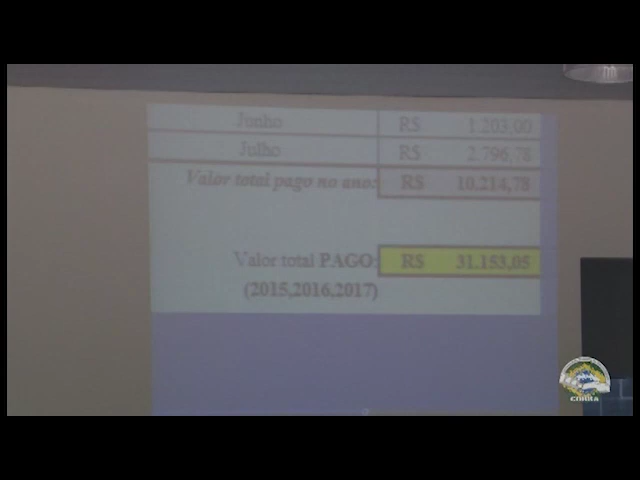 Junho R$ 1.203,00
Julho R$ 2.796,78
Valor total pago no ano: R$ 10.214,78
Valor total PAGO: R$ 31.153,05
(2015,2016,2017)